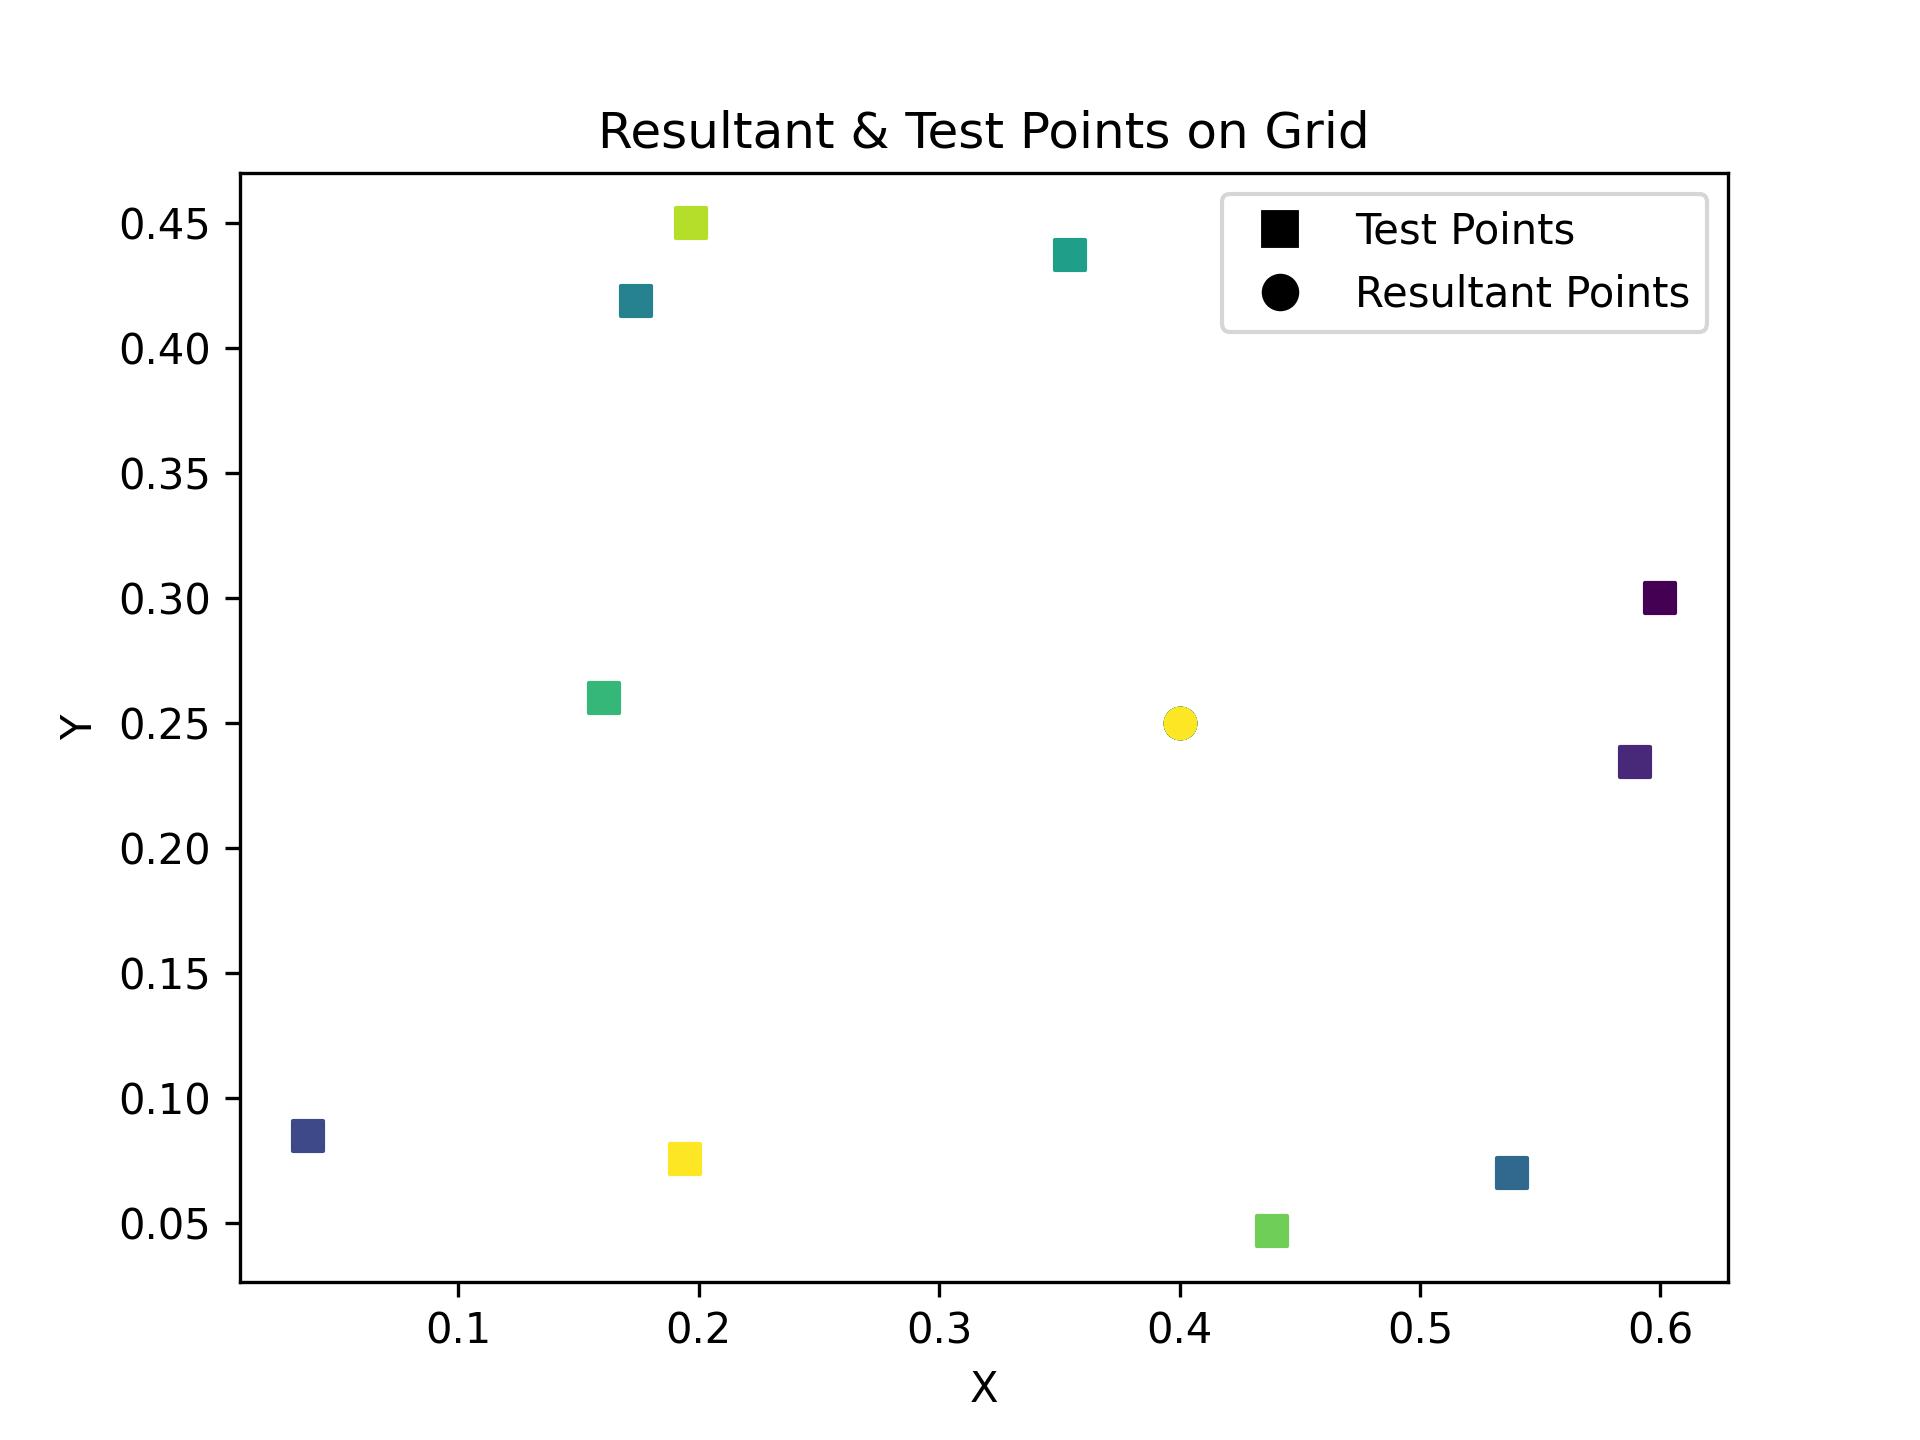 Resultant & Test Points on Grid
Test Points
Resultant Points
0.45
0.40
0.35
0.30
0.25
0.20
0.15
0.10
0.05
Y
0.1 0.2 0.3 0.4 0.5 0.6
X